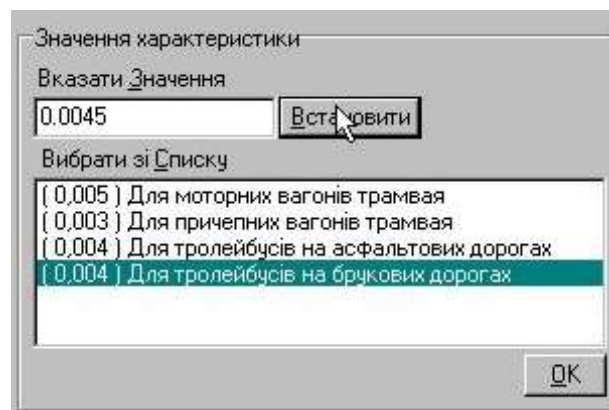 Значення характеристики
Вказати Значення
0.0045
Встановити
Вибрати зі Списку
( 0,005 ) Для моторних вагонів трамвая
( 0,003 ) Для причепних вагонів трамвая
( 0,004 ) Для тролейбусів на асфальтових дорогах
( 0,004 ) Для тролейбусів на брукових дорогах
OK